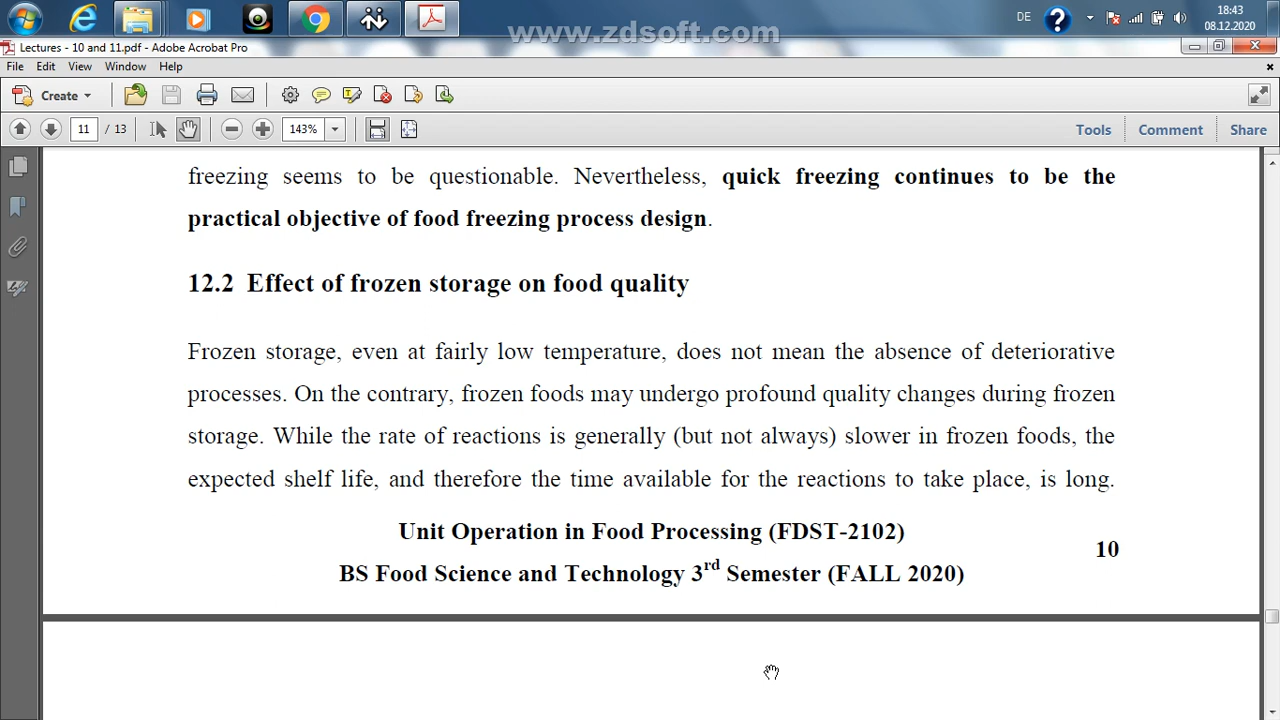 www.zdsoft.com
DE
18:43
08.12.2020
Lectures - 10 and 11.pdf - Adobe Acrobat Pro
File Edit View Window Help
Create
11 / 13 143% Tools Comment Share
freezing seems to be questionable. Nevertheless, quick freezing continues to be the
practical objective of food freezing process design.
12.2 Effect of frozen storage on food quality
Frozen storage, even at fairly low temperature, does not mean the absence of deteriorative
processes. On the contrary, frozen foods may undergo profound quality changes during frozen
storage. While the rate of reactions is generally (but not always) slower in frozen foods, the
expected shelf life, and therefore the time available for the reactions to take place, is long.
Unit Operation in Food Processing (FDST-2102)
10
BS Food Science and Technology 3rd Semester (FALL 2020)